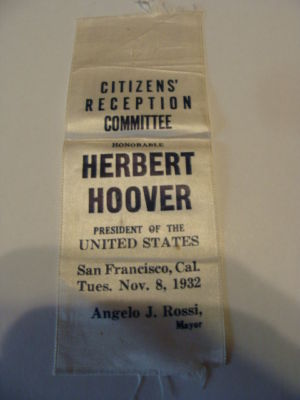 CITIZENS'
RECEPTION
COMMITTEE
HONORABLE
HERBERT
HOOVER
PRESIDENT OF THE
UNITED STATES
San Francisco, Cal.
Tues. Nov. 8, 1932
Angelo J. Rossi,
Mayor